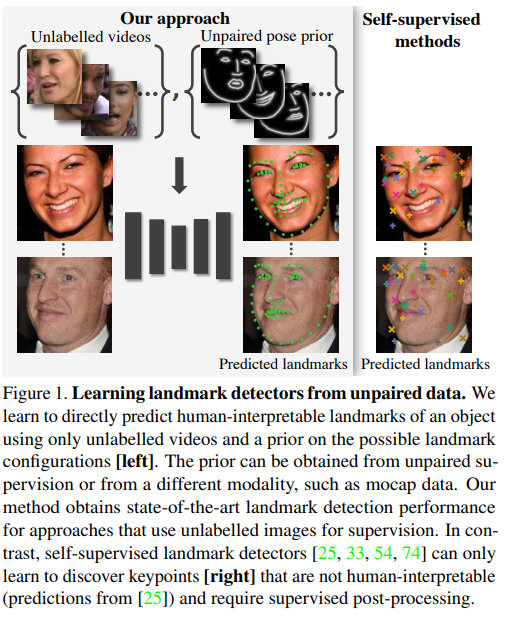 Our approach
Unlabelled videos
Unpaired pose prior
Self-supervised
methods
Predicted landmarks
Predicted landmarks
Figure 1. Learning landmark detectors from unpaired data. We
learn to directly predict human-interpretable landmarks of an object
using only unlabelled videos and a prior on the possible landmark
configurations [left]. The prior can be obtained from unpaired su-
pervision or from a different modality, such as mocap data. Our
method obtains state-of-the-art landmark detection performance
for approaches that use unlabelled images for supervision. In con-
trast, self-supervised landmark detectors [25, 33, 54, 74] can only
learn to discover keypoints [right] that are not human-interpretable
(predictions from [25]) and require supervised post-processing.